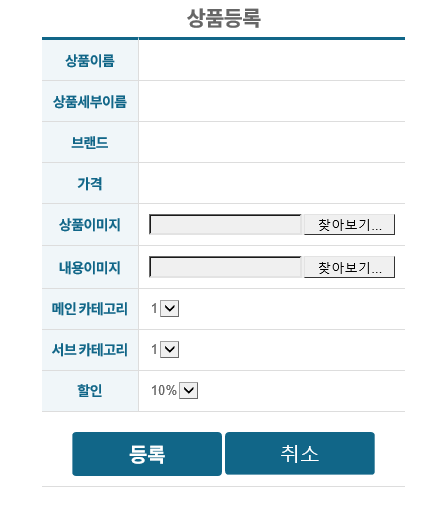 상품등록
상품이름
상품세부이름
브랜드
가격
상품이미지 찾아보기...
내용이미지 찾아보기...
메인 카테고리 1
서브 카테고리 1
할인 10%
등록 취소